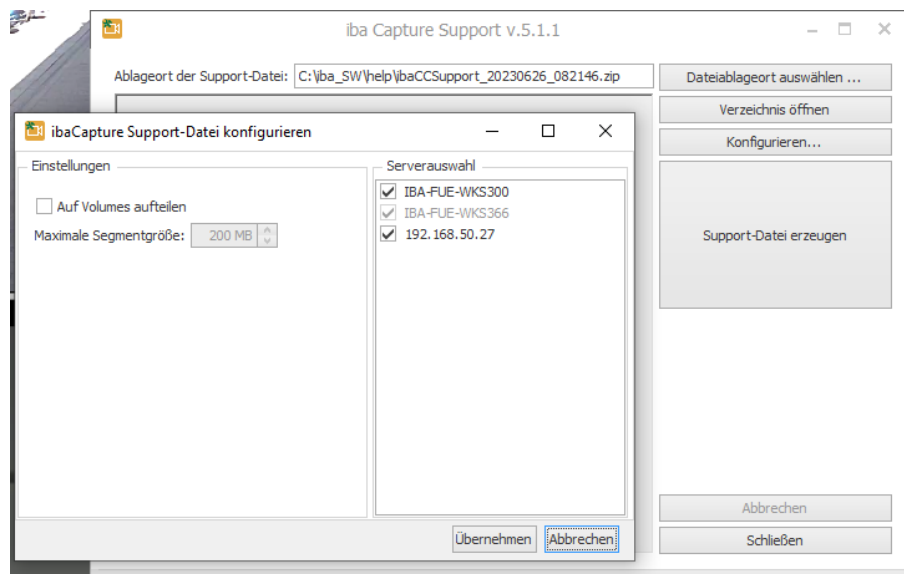 iba Capture Support v.5.1.1
Ablageort der Support-Datei: C:\iba_SW\help\ibaCCSupport_20230626_082146.zip
Dateiablageort auswählen ...
Verzeichnis öffnen
Konfigurieren...
Support-Datei erzeugen
Abbrechen
Schließen
ibaCapture Support-Datei konfigurieren
Einstellungen
Auf Volumes aufteilen
Maximale Segmentgröße: 200 MB
Serverauswahl
IBA-FUE-WKS300
IBA-FUE-WKS366
192.168.50.27
Übernehmen
Abbrechen